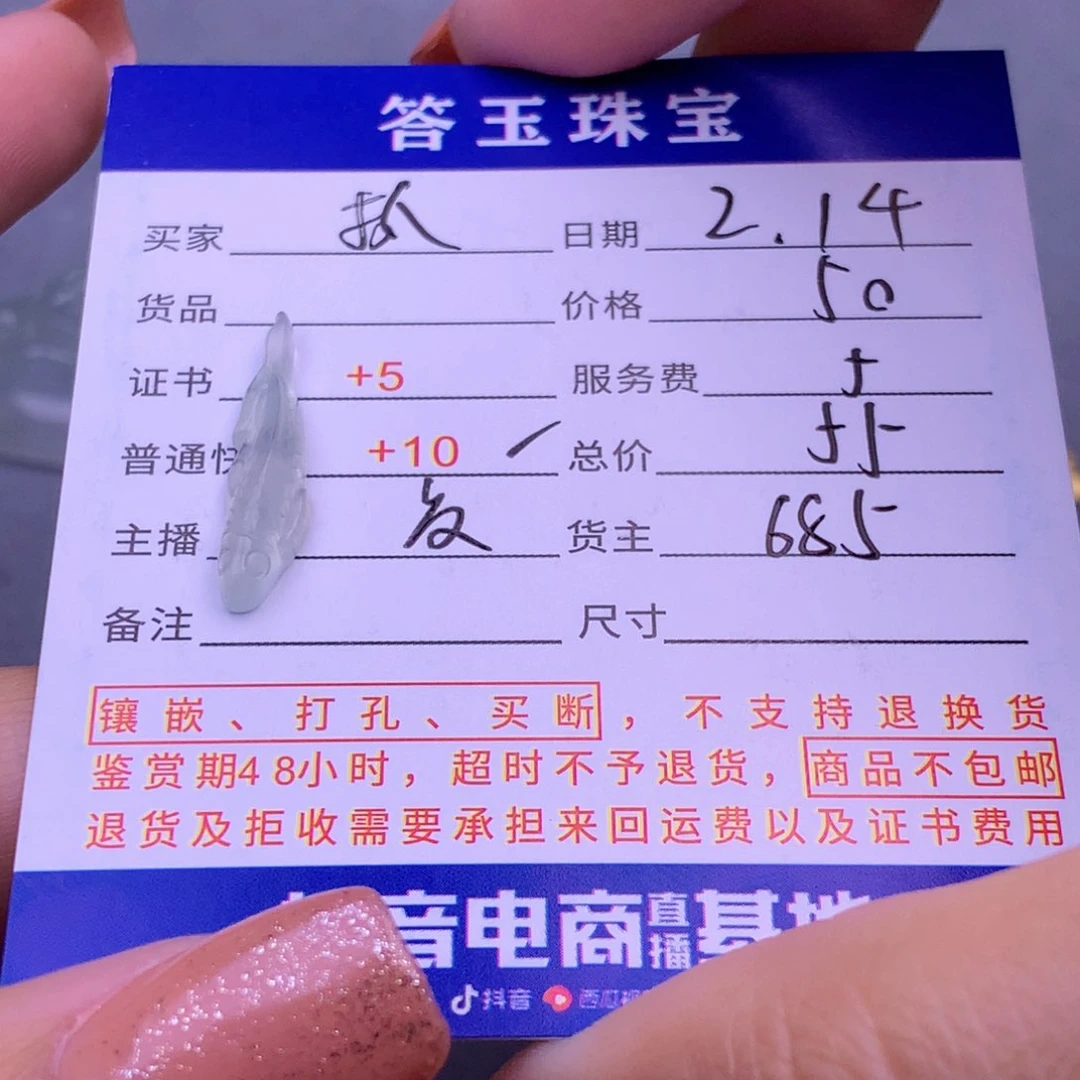 答玉珠宝
买家 日期 2.14
货品 价格 50
证书 +5 服务费 5
普通快 +10 总价 55
主播 货主 685
备注 尺寸
镶嵌、打孔、买断，不支持退换货
鉴赏期48小时，超时不予退货，商品不包邮
退货及拒收需要承担来回运费以及证书费用
音电商直播基地
抖音 西瓜视